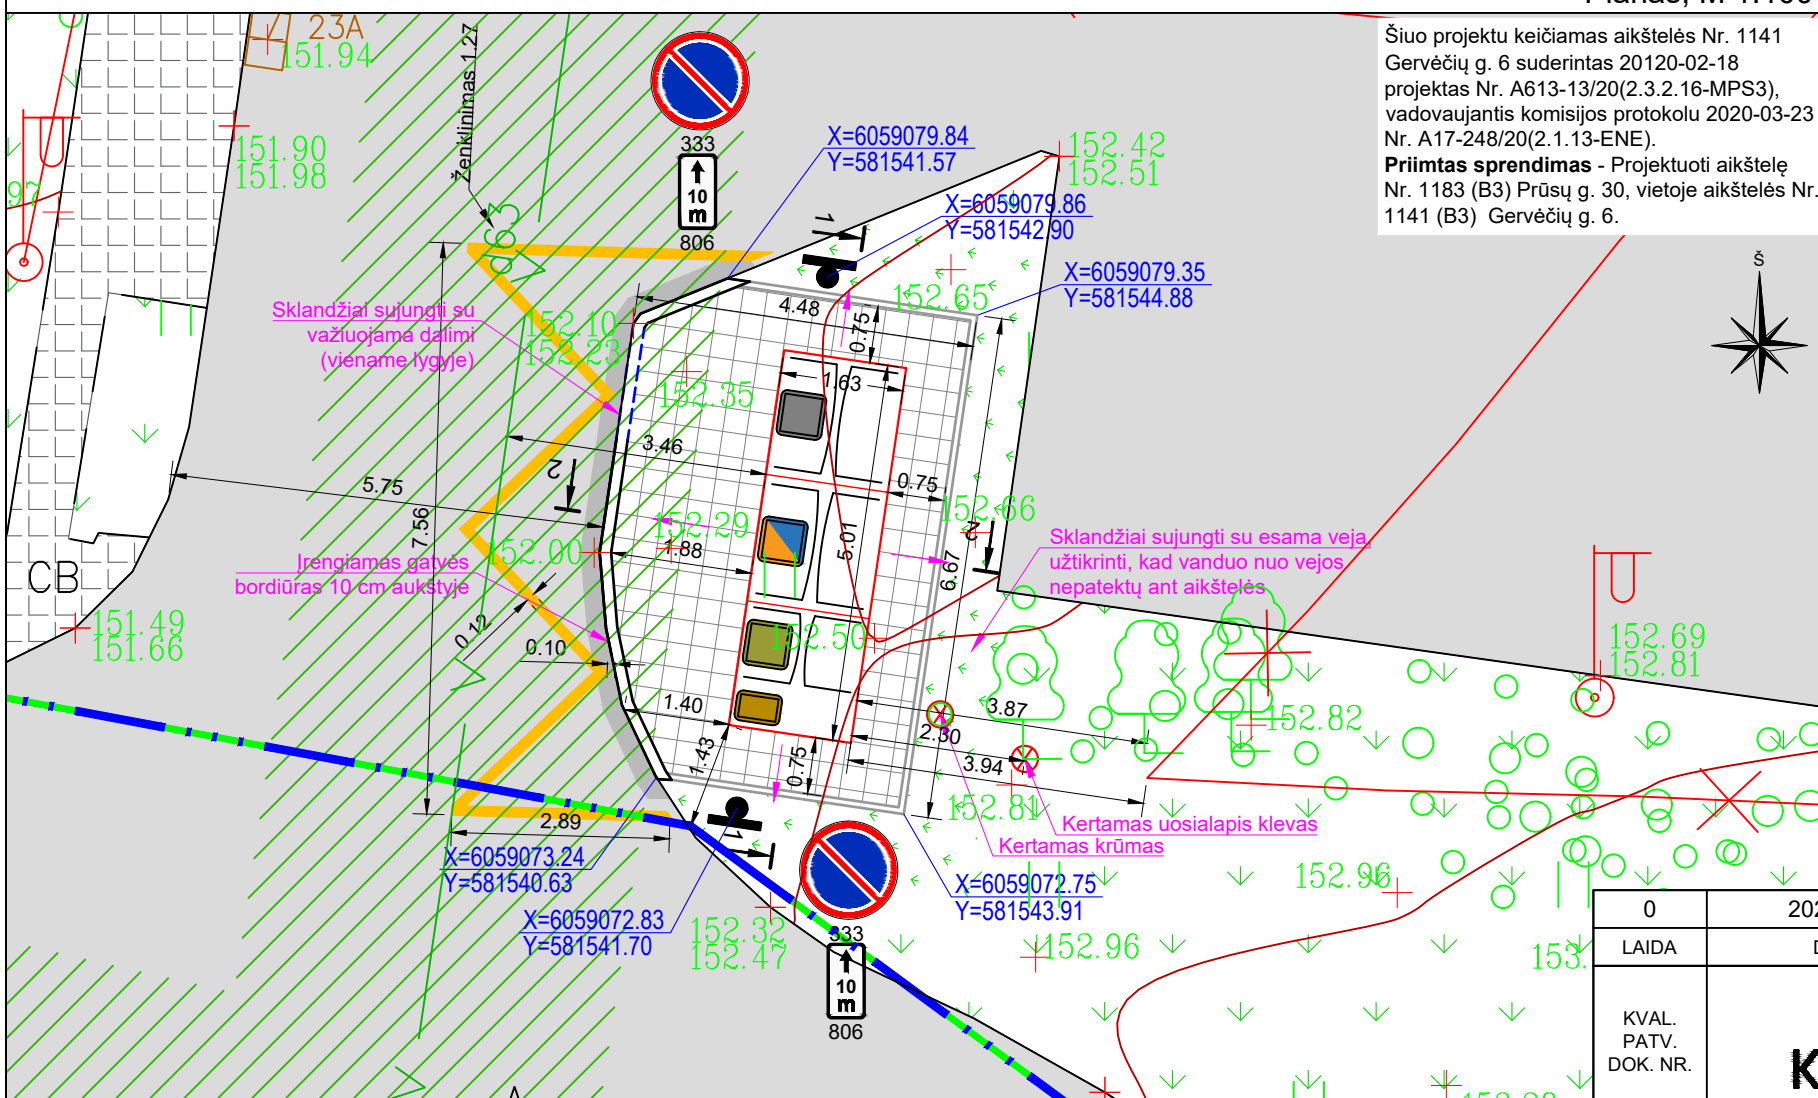 Šiuo projektu keičiamas aikštelės Nr. 1141
Gervėčių g. 6 suderintas 20120-02-18
projektas Nr. A613-13/20(2.3.2.16-MPS3),
vadovaujantis komisijos protokolu 2020-03-23
Nr. A17-248/20(2.1.13-ENE).
Priimtas sprendimas - Projektuoti aikštelę
Nr. 1183 (B3) Prūsų g. 30, vietoje aikštelės Nr.
1141 (B3) Gervėčių g. 6.
Š
23A
151.94
Ženklinimas 1.27
151.90
151.98
333
10
m
806
X=6059079.84
Y=581541.57
152.42
152.51
X=6059079.86
Y=581542.90
X=6059079.35
Y=581544.88
1
152.65
4.48
0.75
Sklandžiai sujungti su
važiuojama dalimi
(viename lygyje)
152.10
152.23
152.35
1.63
3.46
2
5.75
7.56
0.75
152.66
2
152.29
152.00
1.88
5.01
6.67
Įrengiamas gatvės
bordiūras 10 cm aukštyje
Sklandžiai sujungti su esama veja,
užtikrinti, kad vanduo nuo vejos
nepatektų ant aikštelės
CB
151.49
151.66
0.12
0.10
152.50
152.69
152.81
1.40
1.43
0.75
3.87
2.30
3.94
152.82
152.81
Kertamas uosialapis klevas
Kertamas krūmas
2.89
1
X=6059073.24
Y=581540.63
X=6059072.83
Y=581541.70
X=6059072.75
Y=581543.91
152.32
152.47
333
10
m
806
152.96
152.96
153.
0
LAIDA
KVAL.
PATV.
DOK. NR.